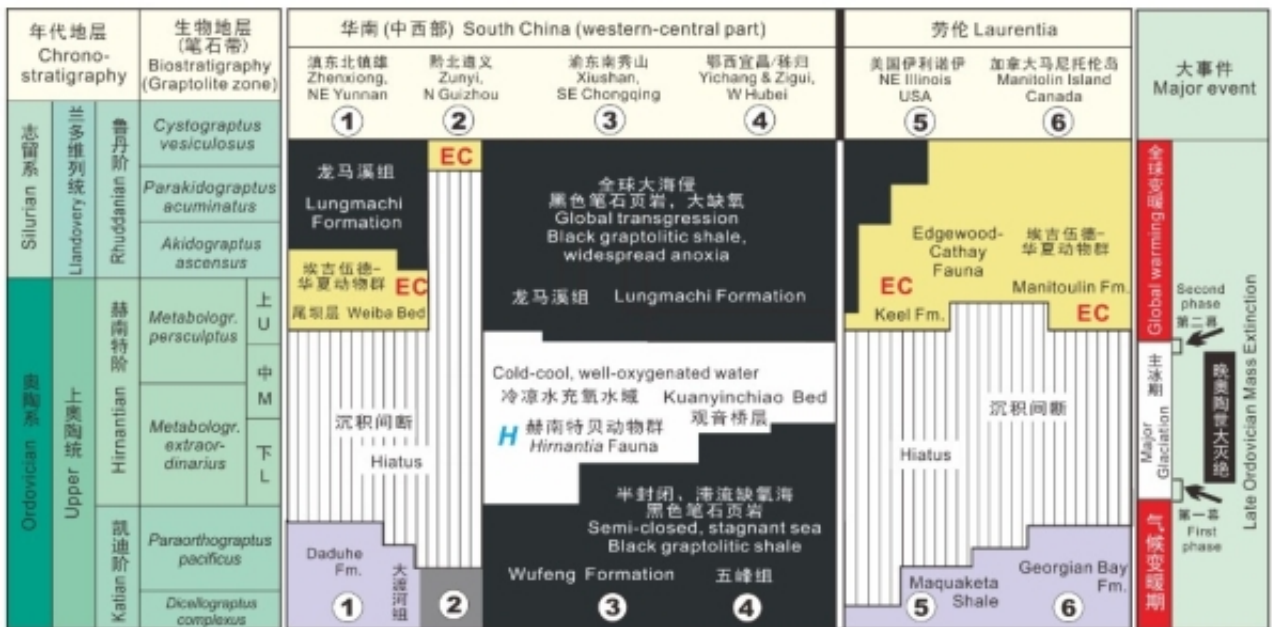 年代地层
Chrono-
stratigraphy
生物地层
(笔石带)
Biostratigraphy
(Graptolite zone)
华南 (中西部) South China (western-central part)
滇东北镇雄
Zhenxiong,
NE Yunnan
1
黔北遵义
Zunyi,
N Guizhou
2
渝东南秀山
Xiushan,
SE Chongqing
3
鄂西宜昌/秭归
Yichang & Zigui,
W Hubei
4
劳伦 Laurentia
美国伊利诺伊
NE Illinois
USA
5
加拿大马尼托伦岛
Manitolin Island
Canada
6
大事件
Major event
志留系 Silurian
兰多维列统
Llandovery
鲁丹阶
Rhuddanian
Cystograptus
vesiculosus
Parakidograptus
acuminatus
Akidograptus
ascensus
奥陶系 Ordovician
上奥陶统
Upper
赫南特阶
Hirnantian
Metabologr.
persculptus
Metabologr.
extraor-
dinarius
上
U
中
M
下
L
凯迪阶
Katian
Paraorthograptus
pacificus
Dicellograptus
complexus
龙马溪组
Lungmachi
Formation
埃吉伍德-
华夏动物群
EC
尾坝层 Weiba Bed
沉积间断
Hiatus
Daduhe
Fm.
大渡河组
1
EC
2
全球大海侵
黑色笔石页岩，大缺氧
Global transgression
Black graptolitic shale,
widespread anoxia
龙马溪组 Lungmachi Formation
Cold-cool, well-oxygenated water
冷凉水充氧水域
Kuanyinchiao Bed
观音桥层
H 赫南特贝动物群
Hirnantia Fauna
半封闭、滞流缺氧海
黑色笔石页岩
Semi-closed, stagnant sea
Black graptolitic shale
Wufeng Formation 五峰组
3
4
Edgewood-
Cathay
Fauna
埃吉伍德-
华夏动物群
EC
Keel Fm.
Manitoulin Fm.
EC
沉积间断
Hiatus
Maquaketa
Shale
5
Georgian Bay
Fm.
6
全球变暖
Global warming
Second
phase
第二幕
主冰期
Major
Glaciation
晚奥陶世大灭绝
Late Ordovician Mass Extinction
第一幕
First
phase
气候变暖期